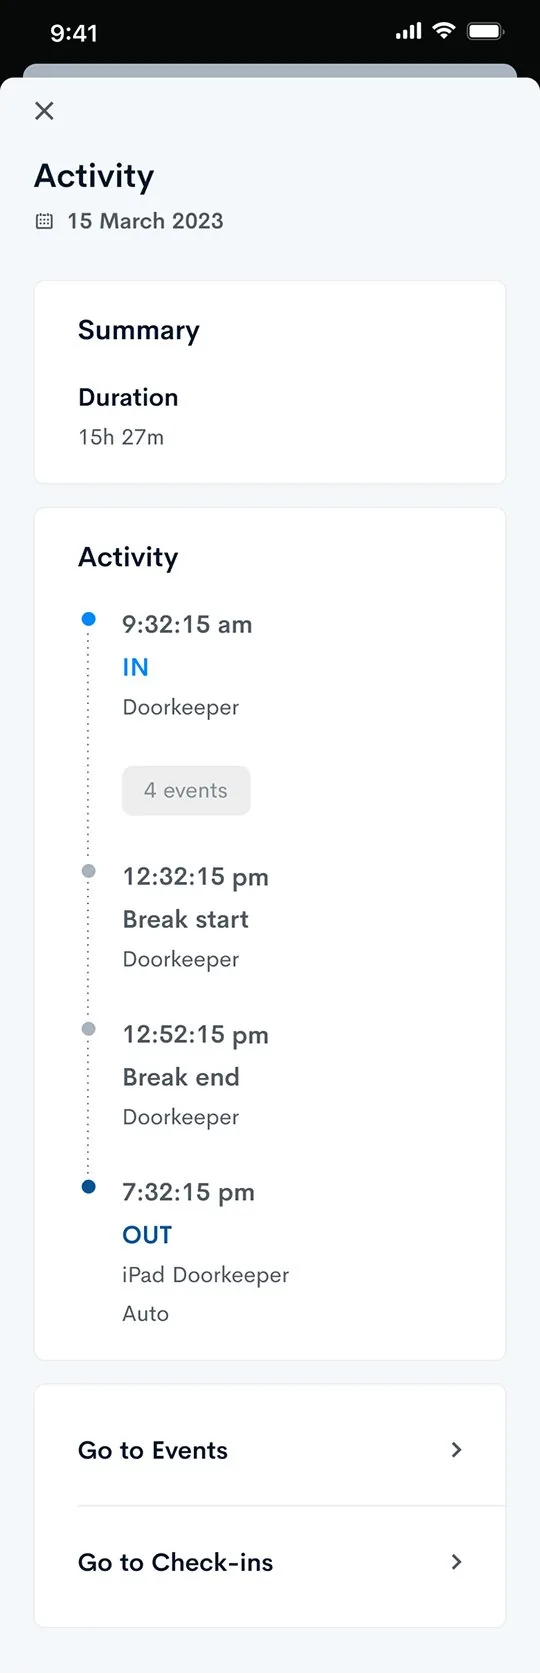 9:41
Activity
15 March 2023
Summary
Duration
15h 27m
Activity
9:32:15 am
IN
Doorkeeper
4 events
12:32:15 pm
Break start
Doorkeeper
12:52:15 pm
Break end
Doorkeeper
7:32:15 pm
OUT
iPad Doorkeeper
Auto
Go to Events
Go to Check-ins